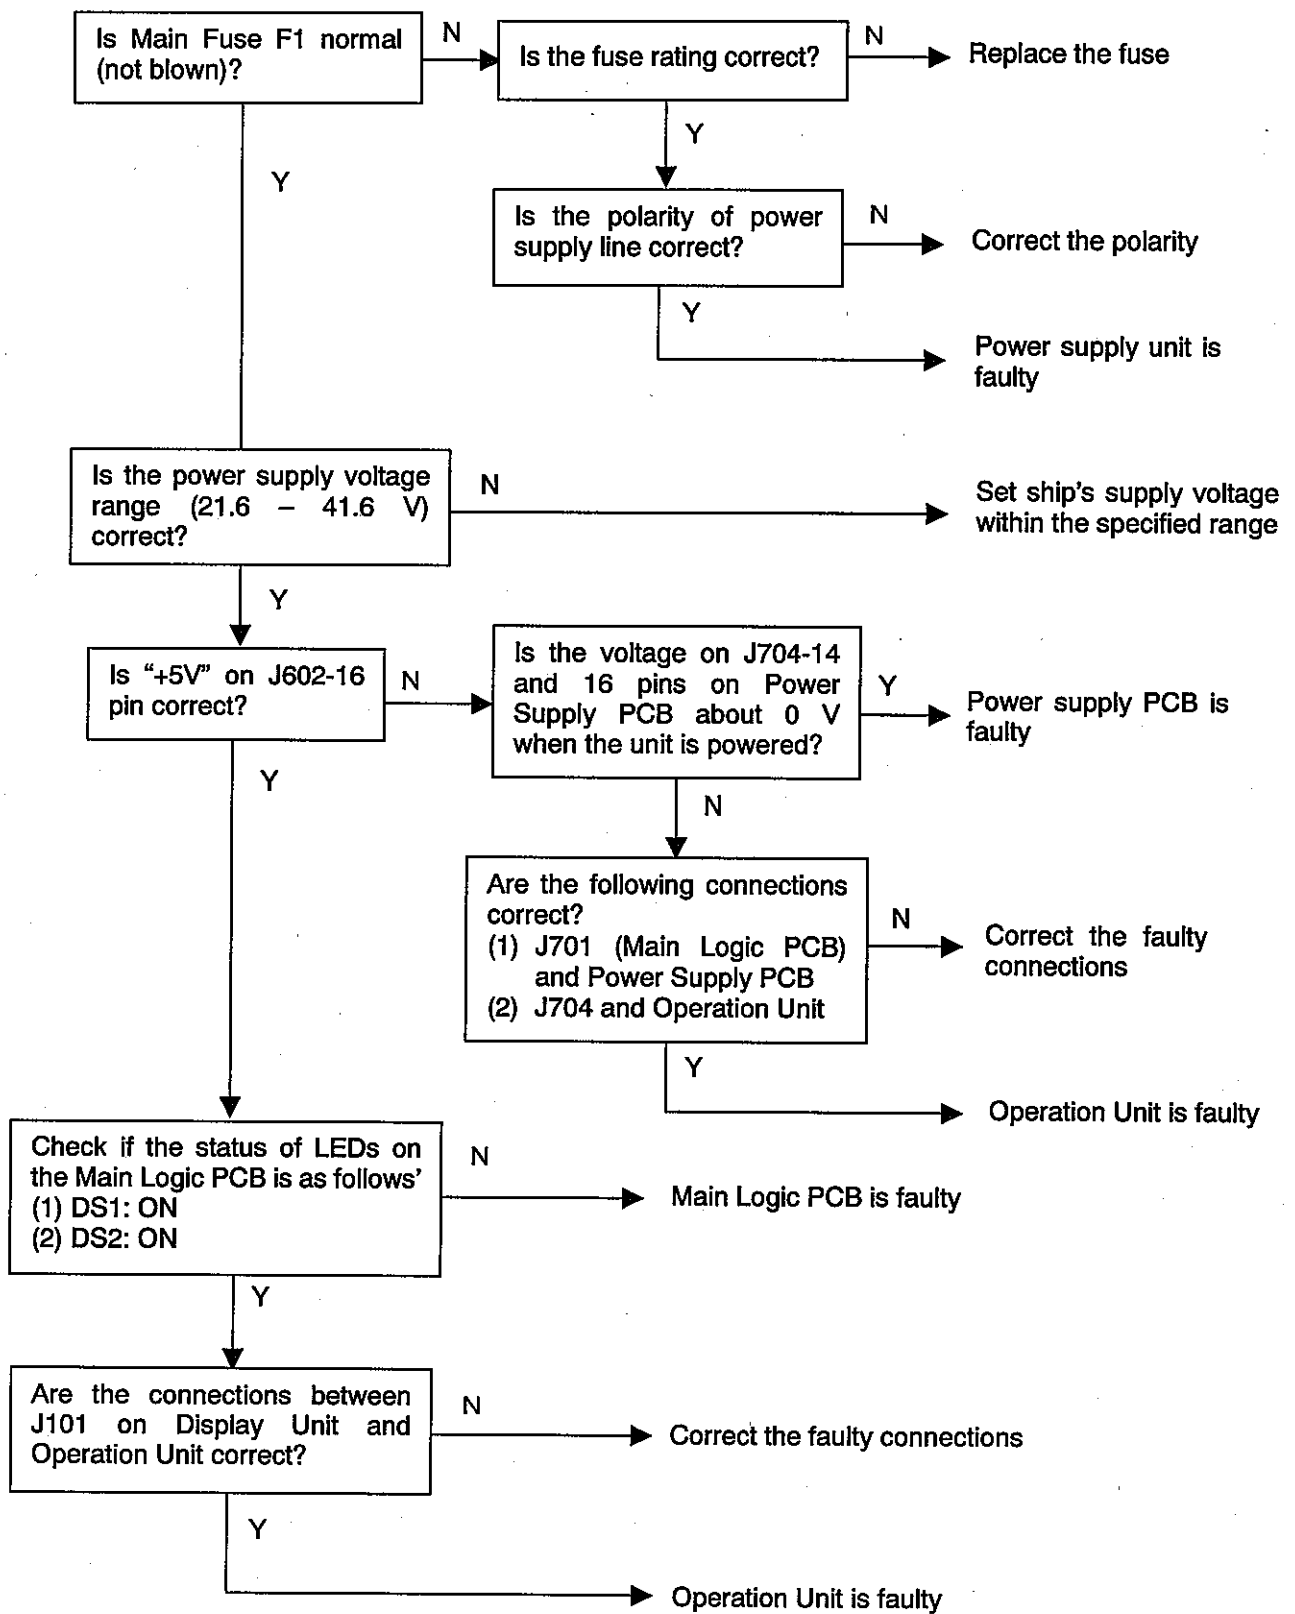 Is Main Fuse F1 normal
(not blown)?
N
Is the fuse rating correct?
N
Replace the fuse
Y
Y
Is the polarity of power
supply line correct?
N
Correct the polarity
Y
Power supply unit is
faulty
Is the power supply voltage
range (21.6 – 41.6 V)
correct?
N
Set ship's supply voltage
within the specified range
Y
Is "+5V" on J602-16
pin correct?
N
Is the voltage on J704-14
and 16 pins on Power
Supply PCB about 0 V
when the unit is powered?
Y
Power supply PCB is
faulty
Y
N
Are the following connections
correct?
(1) J701 (Main Logic PCB)
and Power Supply PCB
(2) J704 and Operation Unit
N
Correct the faulty
connections
Y
Operation Unit is faulty
Check if the status of LEDs on
the Main Logic PCB is as follows'
(1) DS1: ON
(2) DS2: ON
N
Main Logic PCB is faulty
Y
Are the connections between
J101 on Display Unit and
Operation Unit correct?
N
Correct the faulty connections
Y
Operation Unit is faulty